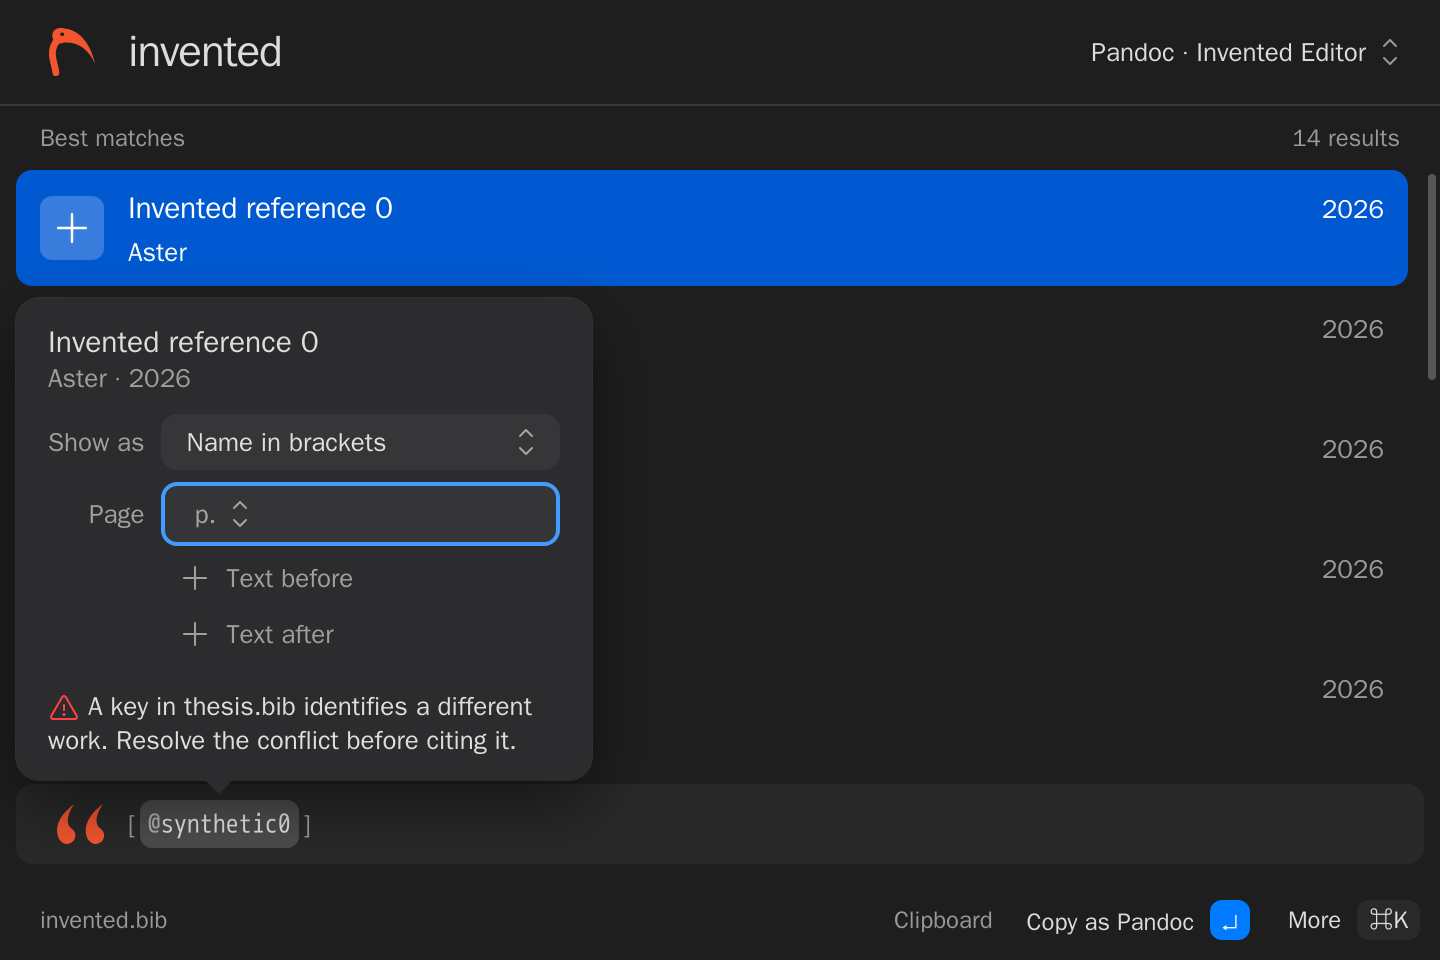 invented
Pandoc · Invented Editor
Best matches
14 results
Invented reference 0
2026
Aster
2026
Invented reference 0
Aster · 2026
Show as
Name in brackets
2026
Page
p.
Text before
2026
Text after
2026
A key in thesis.bib identifies a different
work. Resolve the conflict before citing it.
[@synthetic0]
invented.bib
Clipboard
Copy as Pandoc
More
⌘K